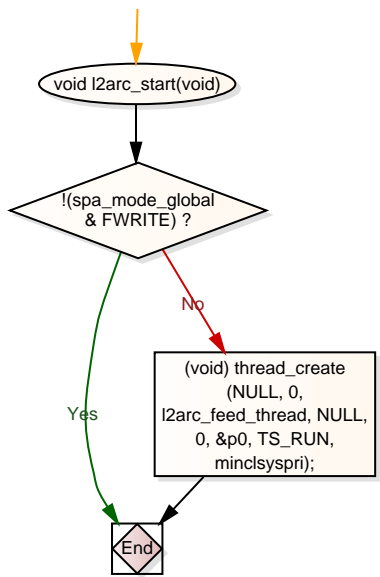 void l2arc_start(void)
!(spa_mode_global
& FWRITE) ?
No
(void) thread_create
(NULL, 0,
l2arc_feed_thread, NULL,
0, &p0, TS_RUN,
minclsyspri);
Yes
End